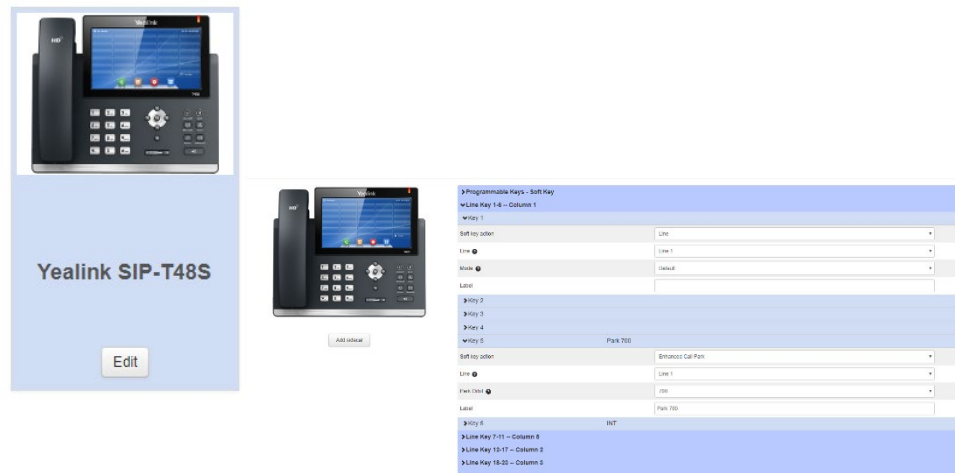 Yealink
Yealink SIP-T48S
Edit
Yealink
Add sidecar
Programmable Keys - Soft Key
Line Key 1-6 -- Column 1
Key 1
Soft key action Line
Line Line 1
Mode Default
Label
Key 2
Key 3
Key 4
Key 5 Park 700
Soft key action Enhanced Call Park
Line Line 1
Park Orbit 700
Label Park 700
Key 6 INT
Line Key 7-11 -- Column 5
Line Key 12-17 -- Column 2
Line Key 18-23 -- Column 3